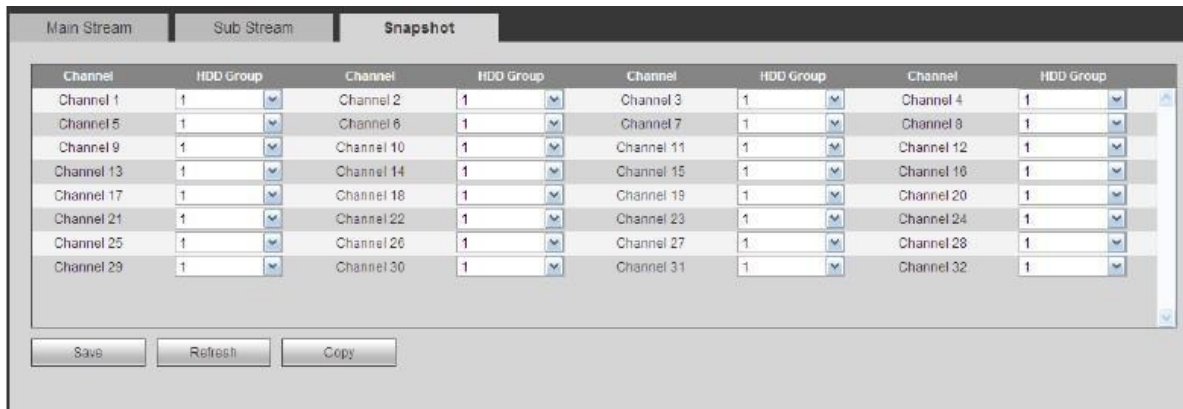 Main Stream Sub Stream Snapshot
Channel HDD Group Channel HDD Group Channel HDD Group Channel HDD Group
Channel 1 1 Channel 2 1 Channel 3 1 Channel 4 1
Channel 5 1 Channel 6 1 Channel 7 1 Channel 8 1
Channel 9 1 Channel 10 1 Channel 11 1 Channel 12 1
Channel 13 1 Channel 14 1 Channel 15 1 Channel 16 1
Channel 17 1 Channel 18 1 Channel 19 1 Channel 20 1
Channel 21 1 Channel 22 1 Channel 23 1 Channel 24 1
Channel 25 1 Channel 26 1 Channel 27 1 Channel 28 1
Channel 29 1 Channel 30 1 Channel 31 1 Channel 32 1
Save Refresh Copy